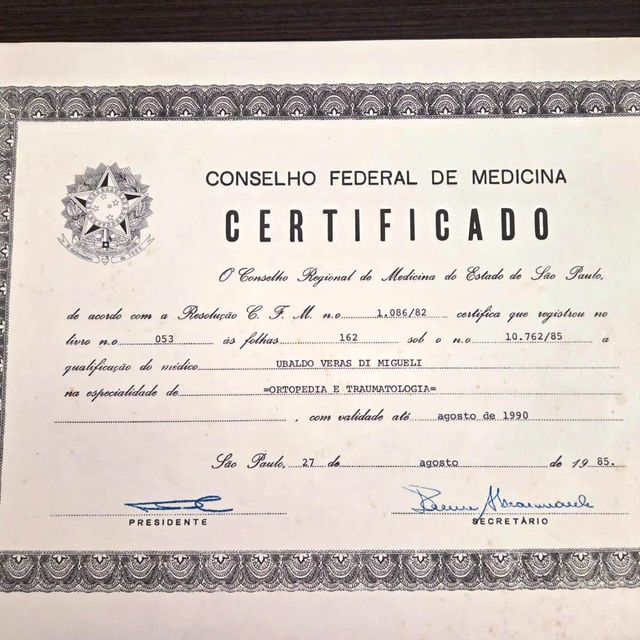 CONSELHO FEDERAL DE MEDICINA
CERTIFICADO
O Conselho Regional de Medicina do Estado de São Paulo,
de acordo com a Resolução C. F. M. n.o 1.086/82 certifica que registrou no
livro n.o 053 às folhas 162 sob o n.o 10.762/85 a
qualificação do médico UBALDO VERAS DI MIGUELI
na especialidade de =ORTOPEDIA E TRAUMATOLOGIA=
, com validade até agosto de 1990
São Paulo, 27 de agosto de 1985.
PRESIDENTE
SECRETÁRIO